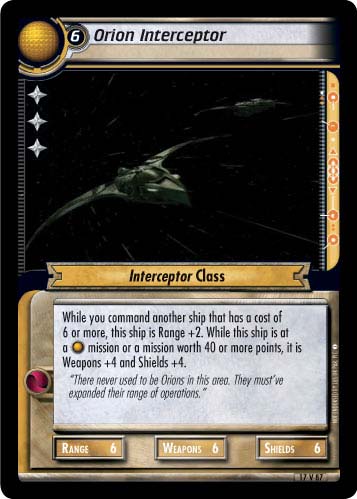 6 Orion Interceptor
Interceptor Class
While you command another ship that has a cost of
6 or more, this ship is Range +2. While this ship is at
a mission or a mission worth 40 or more points, it is
Weapons +4 and Shields +4.
"There never used to be Orions in this area. They must've
expanded their range of operations."
RANGE 6 WEAPONS 6 SHIELDS 6
17 V 67